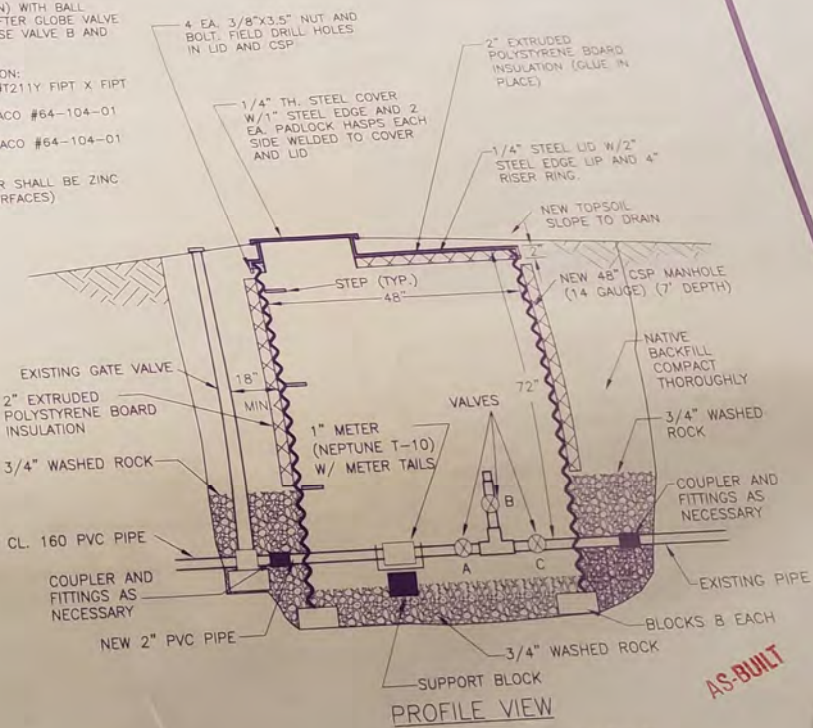 N) WITH BALL
FTER GLOBE VALVE
SE VALVE B AND
ON:
T211Y FIPT X FIPT
ACO #64-104-01
ACO #64-104-01
R SHALL BE ZINC
RFACES)
4 EA. 3/8"X3.5" NUT AND
BOLT. FIELD DRILL HOLES
IN LID AND CSP
2" EXTRUDED
POLYSTYRENE BOARD
INSULATION (GLUE IN
PLACE)
1/4" TH. STEEL COVER
W/1" STEEL EDGE AND 2
EA. PADLOCK HASPS EACH
SIDE WELDED TO COVER
AND LID
1/4" STEEL LID W/2"
STEEL EDGE LIP AND 4"
RISER RING.
NEW TOPSOIL
SLOPE TO DRAIN
2"
STEP (TYP.)
48"
NEW 48" CSP MANHOLE
(14 GAUGE) (7' DEPTH)
EXISTING GATE VALVE
18"
MIN
2" EXTRUDED
POLYSTYRENE BOARD
INSULATION
72"
NATIVE
BACKFILL
COMPACT
THOROUGHLY
VALVES
1" METER
(NEPTUNE T-10)
W/ METER TAILS
3/4" WASHED ROCK
3/4" WASHED
ROCK
B
COUPLER AND
FITTINGS AS
NECESSARY
CL. 160 PVC PIPE
A
C
COUPLER AND
FITTINGS AS
NECESSARY
EXISTING PIPE
NEW 2" PVC PIPE
BLOCKS 8 EACH
3/4" WASHED ROCK
SUPPORT BLOCK
AS-BUILT
PROFILE VIEW